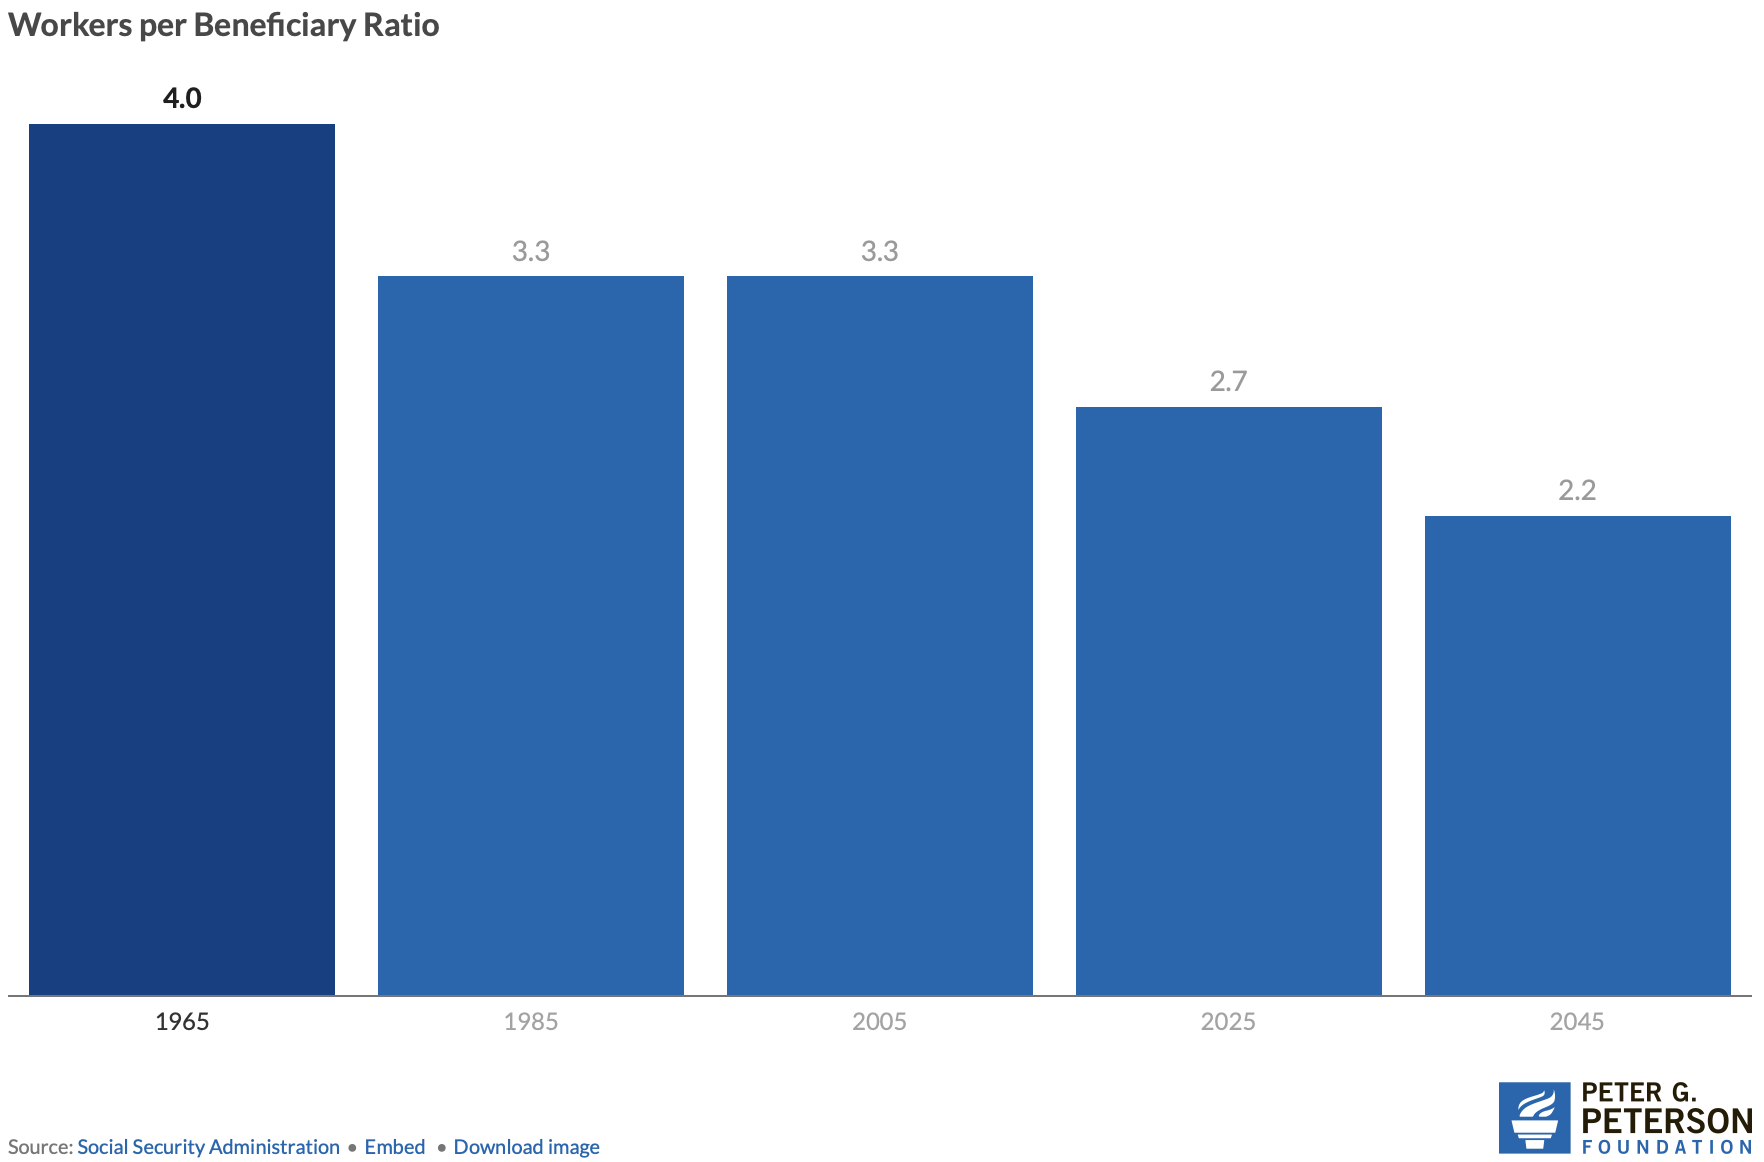 Workers per Beneficiary Ratio
4.0
3.3
3.3
2.7
2.2
1965
1985
2005
2025
2045
Source: Social Security Administration • Embed • Download image
PETER G.
PETERSON
FOUNDATION